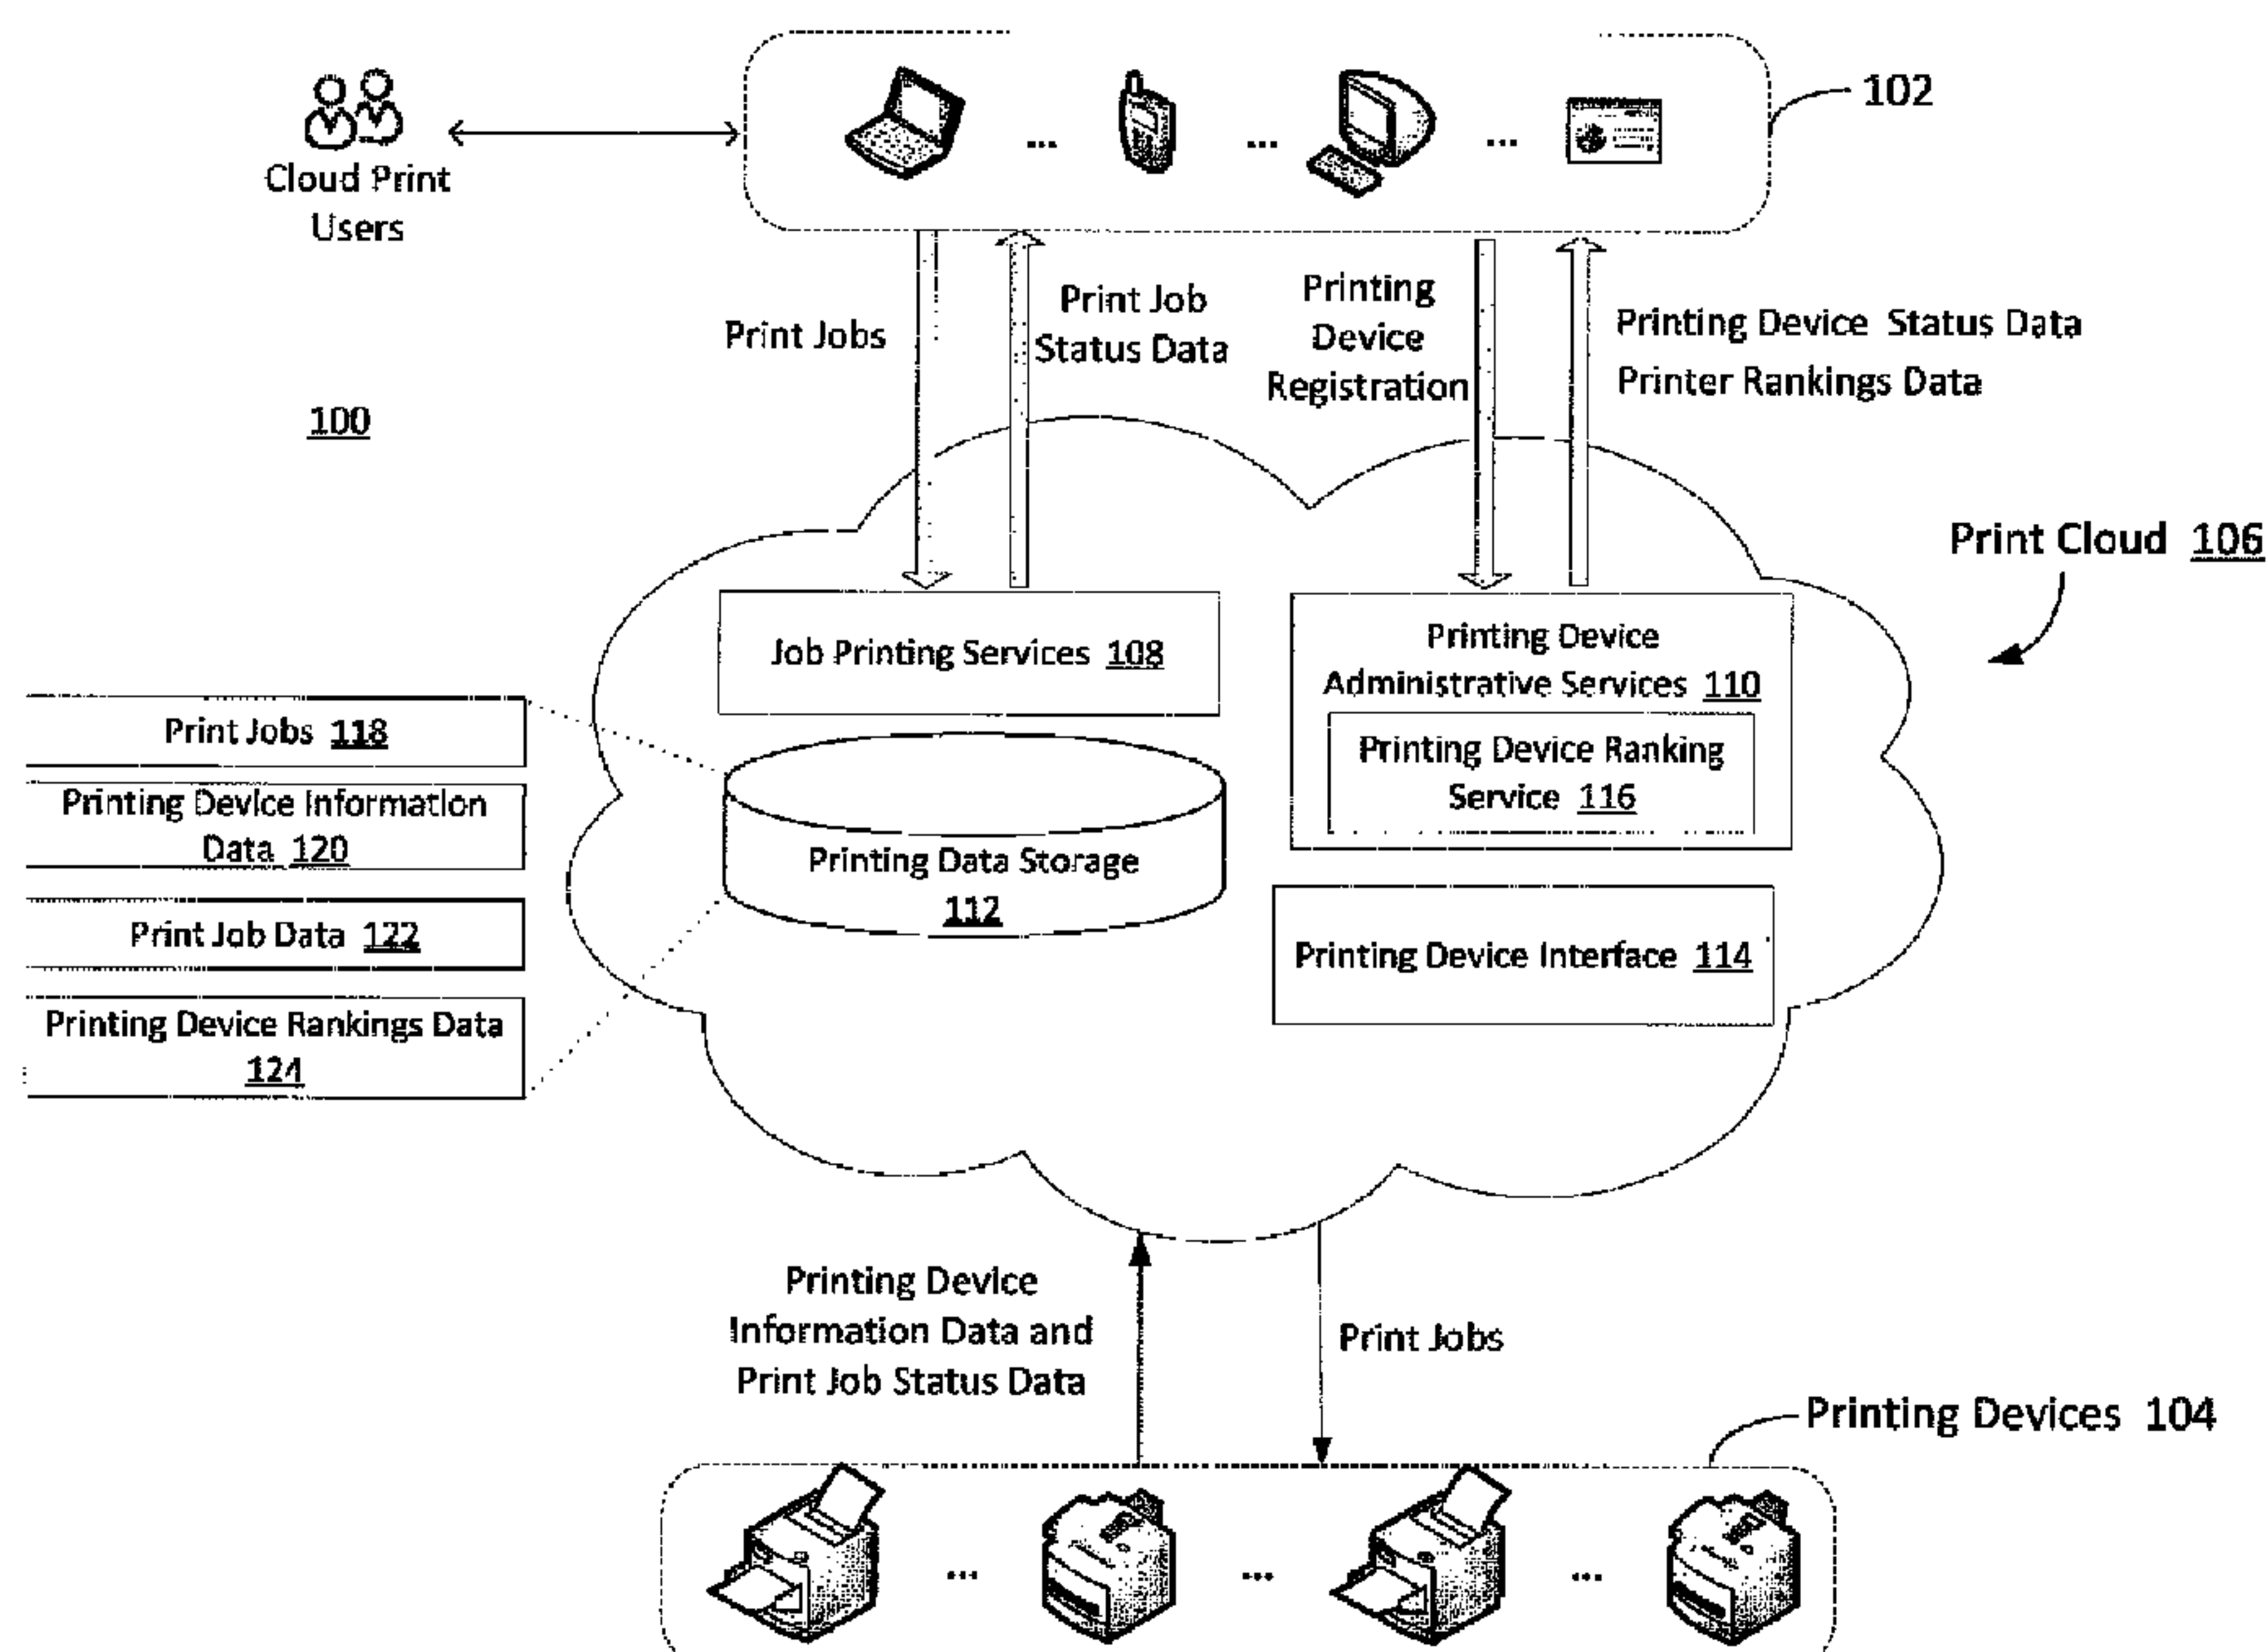 102
Cloud Print
Users
Print Jobs
Print Job
Status Data
Printing
Device
Registration
Printing Device Status Data
Printer Rankings Data
100
Print Cloud 106
Job Printing Services 108
Printing Device
Administrative Services 110
Printing Device Ranking
Service 116
Print Jobs 118
Printing Device Information
Data 120
Print Job Data 122
Printing Device Rankings Data
124
Printing Data Storage
112
Printing Device Interface 114
Printing Device
Information Data and
Print Job Status Data
Print Jobs
Printing Devices 104
... ... ...
... ... ...